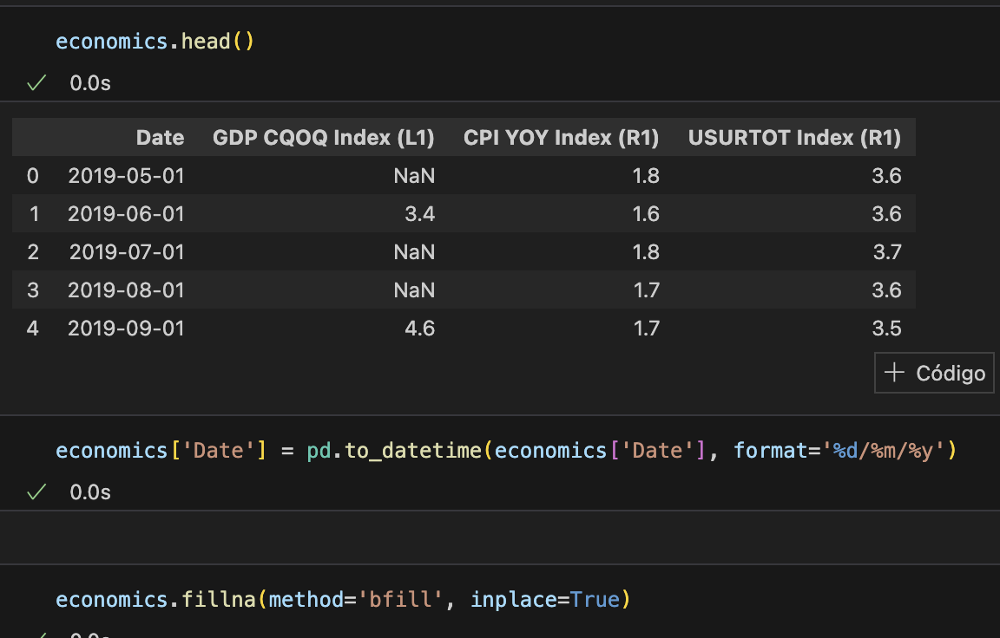 economics.head()
0.0s
Date GDP CQOQ Index (L1) CPI YOY Index (R1) USURTOT Index (R1)
0 2019-05-01 NaN 1.8 3.6
1 2019-06-01 3.4 1.6 3.6
2 2019-07-01 NaN 1.8 3.7
3 2019-08-01 NaN 1.7 3.6
4 2019-09-01 4.6 1.7 3.5
+ Código
economics['Date'] = pd.to_datetime(economics['Date'], format='%d/%m/%y')
0.0s
economics.fillna(method='bfill', inplace=True)